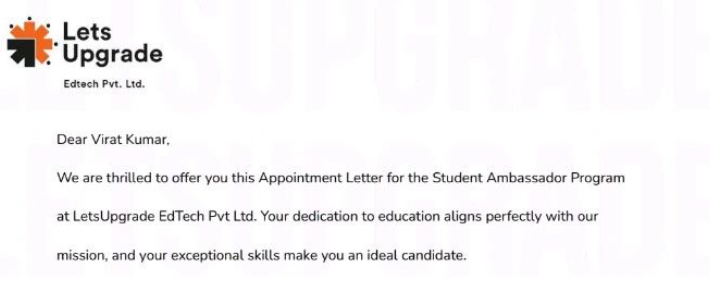 Lets
Upgrade
Edtech Pvt. Ltd.
Dear Virat Kumar,
We are thrilled to offer you this Appointment Letter for the Student Ambassador Program
at LetsUpgrade EdTech Pvt Ltd. Your dedication to education aligns perfectly with our
mission, and your exceptional skills make you an ideal candidate.